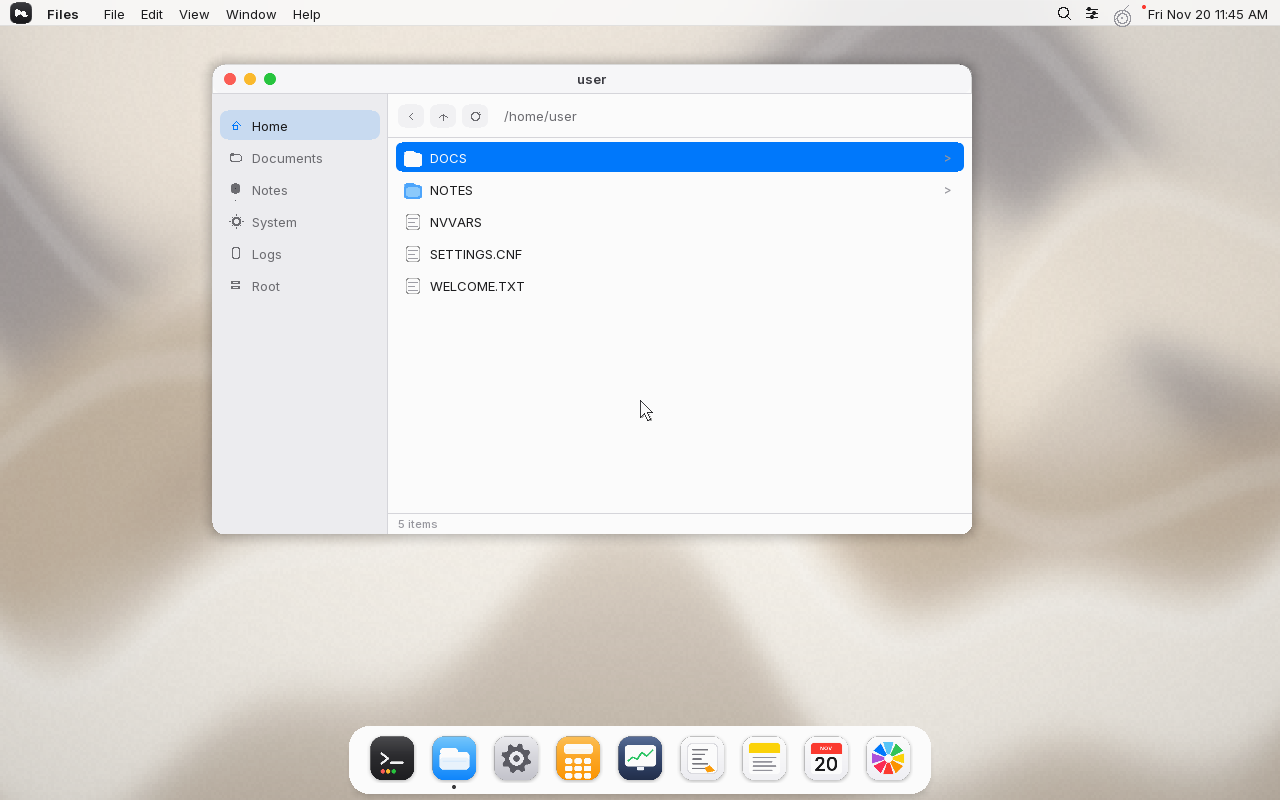 Files File Edit View Window Help Fri Nov 20 11:45 AM
user
/home/user
Home
Documents
Notes
System
Logs
Root
DOCS >
NOTES >
NVVARS
SETTINGS.CNF
WELCOME.TXT
5 items
NOV
20